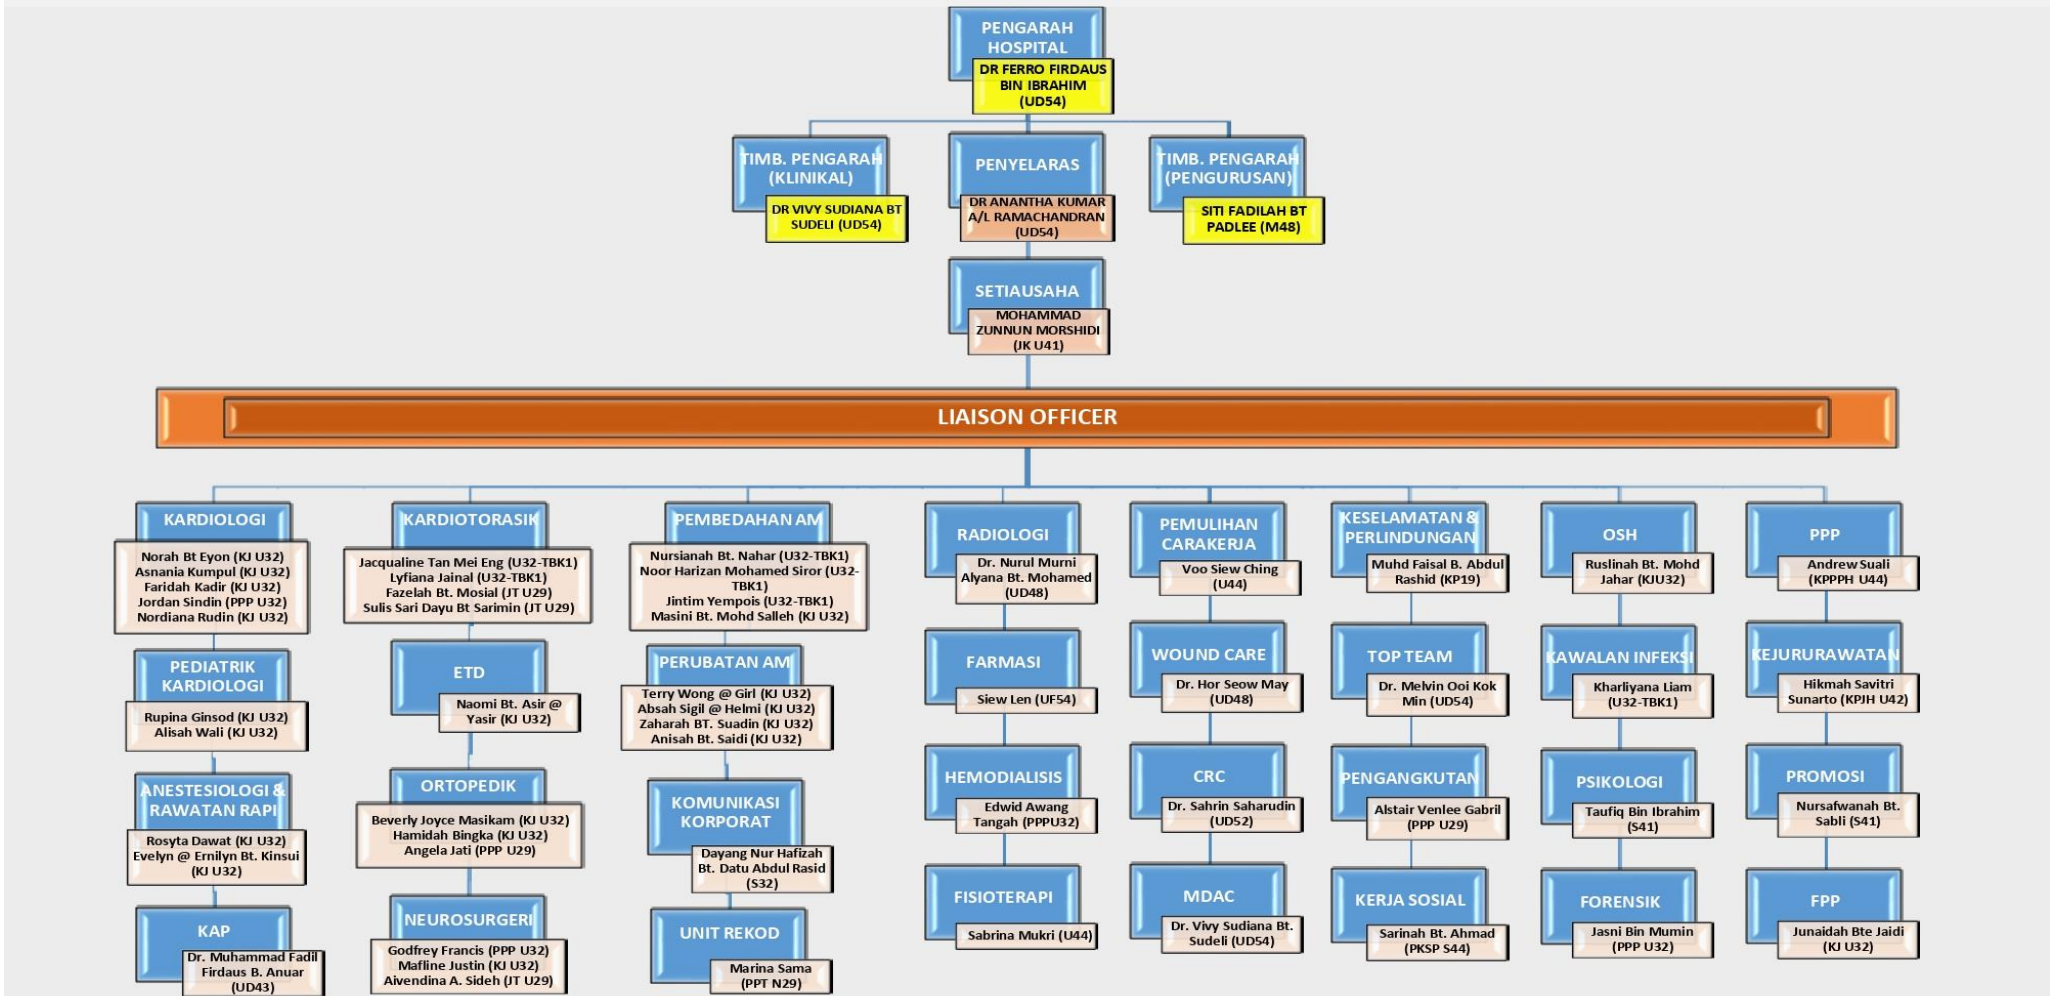 PENGARAH
HOSPITAL
DR FERRO FIRDAUS
BIN IBRAHIM
(UD54)
TIMB. PENGARAH
(KLINIKAL)
DR VIVY SUDIANA BT
SUDELI (UD54)
PENYELARAS
DR ANANTHA KUMAR
A/L RAMACHANDRAN
(UD54)
TIMB. PENGARAH
(PENGURUSAN)
SITI FADILAH BT
PADLEE (M48)
SETIAUSAHA
MOHAMMAD
ZUNNUN MORSHIDI
(JK U41)
LIAISON OFFICER
KARDIOLOGI
Norah Bt Eyon (KJ U32)
Asnania Kumpul (KJ U32)
Faridah Kadir (KJ U32)
Jordan Sindin (PPP U32)
Nordiana Rudin (KJ U32)
PEDIATRIK
KARDIOLOGI
Rupina Ginsod (KJ U32)
Alisah Wali (KJ U32)
ANESTESIOLOGI &
RAWATAN RAPI
Rosyta Dawat (KJ U32)
Evelyn @ Ernilyn Bt. Kinsui
(KJ U32)
KAP
Dr. Muhammad Fadil
Firdaus B. Anuar
(UD43)
KARDIOTORASIK
Jacqualine Tan Mei Eng (U32-TBK1)
Lyfiana Jainal (U32-TBK1)
Fazelah Bt. Mosial (JT U29)
Sulis Sari Dayu Bt Sarimin (JT U29)
ETD
Naomi Bt. Asir @
Yasir (KJ U32)
ORTOPEDIK
Beverly Joyce Masikam (KJ U32)
Hamidah Bingka (KJ U32)
Angela Jati (PPP U29)
NEUROSURGERI
Godfrey Francis (PPP U32)
Mafline Justin (KJ U32)
Aivendina A. Sideh (JT U29)
PEMBEDAHAN AM
Nursianah Bt. Nahar (U32-TBK1)
Noor Harizan Mohamed Siror (U32-
TBK1)
Jintim Yempois (U32-TBK1)
Masini Bt. Mohd Salleh (KJ U32)
PERUBATAN AM
Terry Wong @ Girl (KJ U32)
Absah Sigil @ Helmi (KJ U32)
Zaharah BT. Suadin (KJ U32)
Anisah Bt. Saidi (KJ U32)
KOMUNIKASI
KORPORAT
Dayang Nur Hafizah
Bt. Datu Abdul Rasid
(S32)
UNIT REKOD
Marina Sama
(PPT N29)
RADIOLOGI
Dr. Nurul Murni
Alyana Bt. Mohamed
(UD48)
FARMASI
Siew Len (UF54)
HEMODIALISIS
Edwid Awang
Tangah (PPPU32)
FISIOTERAPI
Sabrina Mukri (U44)
PEMULIHAN
CARAKERJA
Voo Siew Ching
(U44)
WOUND CARE
Dr. Hor Seow May
(UD48)
CRC
Dr. Sahrin Saharudin
(UD52)
MDAC
Dr. Vivy Sudiana Bt.
Sudeli (UD54)
KESELAMATAN &
PERLINDUNGAN
Muhd Faisal B. Abdul
Rashid (KP19)
TOP TEAM
Dr. Melvin Ooi Kok
Min (UD54)
PENGANGKUTAN
Alstair Venlee Gabril
(PPP U29)
KERJA SOSIAL
Sarinah Bt. Ahmad
(PKSP S44)
OSH
Ruslinah Bt. Mohd
Jahar (KJU32)
KAWALAN INFEKSI
Kharliyana Liam
(U32-TBK1)
PSIKOLOGI
Taufiq Bin Ibrahim
(S41)
FORENSIK
Jasni Bin Mumin
(PPP U32)
PPP
Andrew Suali
(KPPPH U44)
KEJURURAWATAN
Hikmah Savitri
Sunarto (KPJH U42)
PROMOSI
Nursafwanah Bt.
Sabli (S41)
FPP
Junaidah Bte Jaidi
(KJ U32)